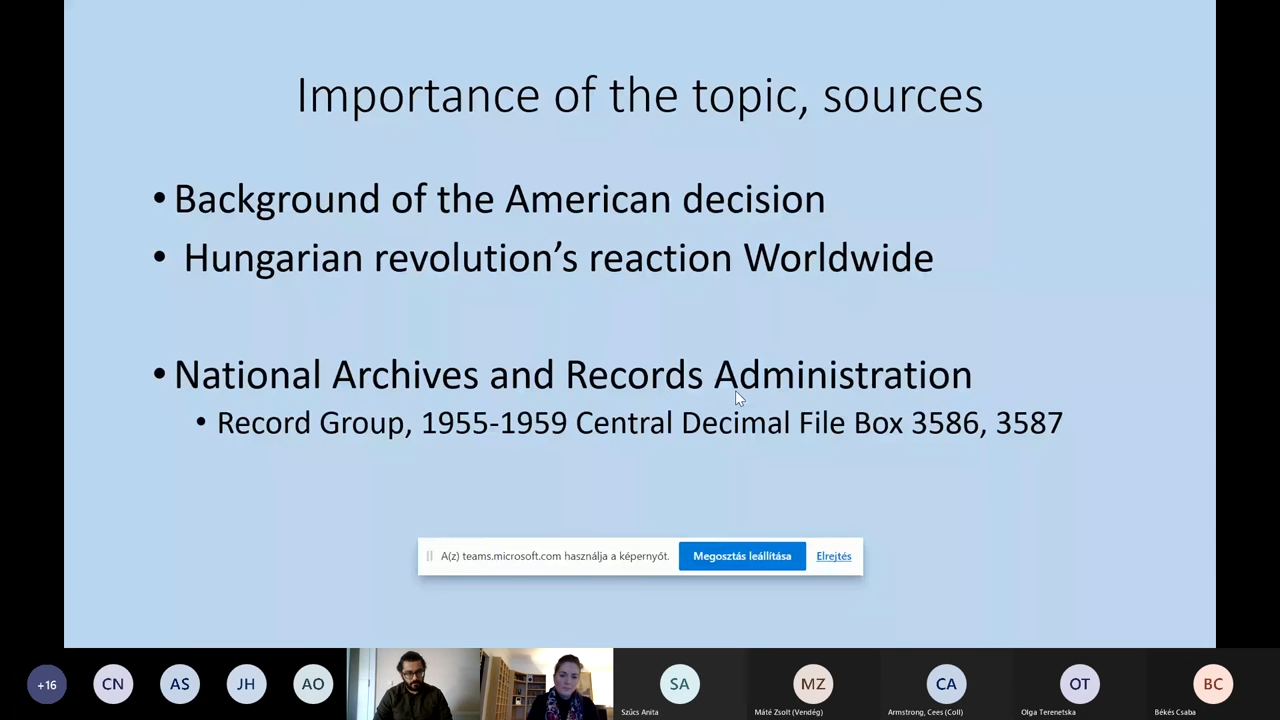 Importance of the topic, sources
• Background of the American decision
• Hungarian revolution's reaction Worldwide
• National Archives and Records Administration
• Record Group, 1955-1959 Central Decimal File Box 3586, 3587
A(z) teams.microsoft.com használja a képernyőt. Megosztás leállítása Elrejtés
+16 CN AS JH AO SA MZ CA OT BC
Szűcs Anita Máté Zsolt (Vendég) Armstrong, Cees (Coll) Olga Terenetska Békés Csaba